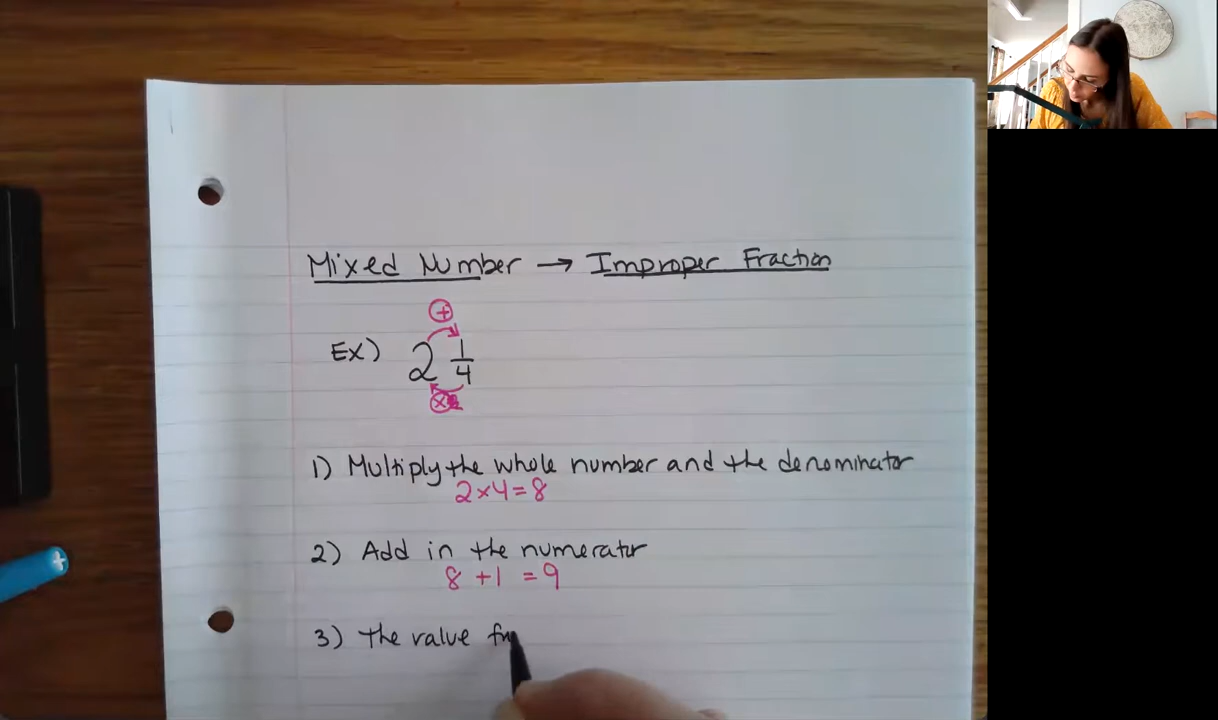 Mixed Number → Improper Fraction
+
Ex) 2 1/4
×
1) Multiply the whole number and the denominator
2×4=8
2) Add in the numerator
8 +1 = 9
3) The value